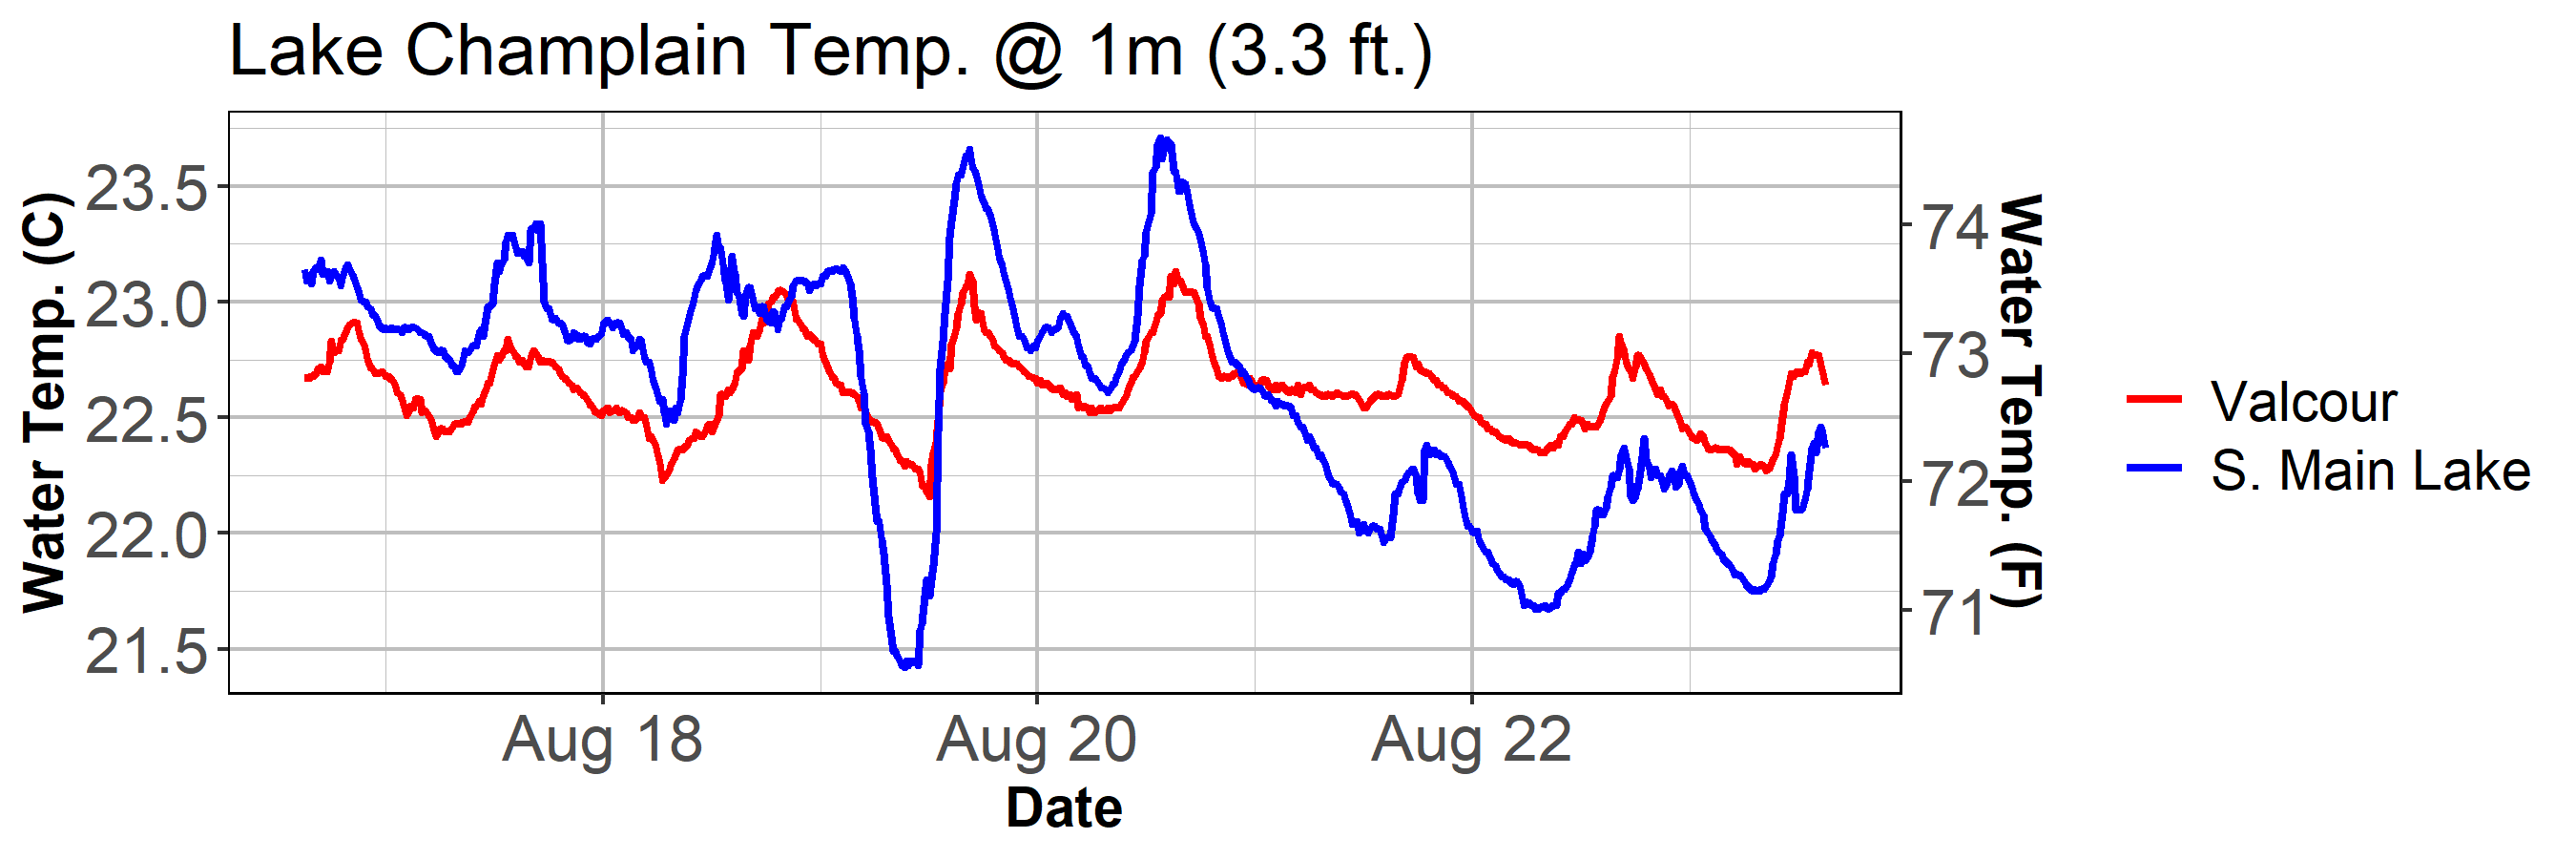 Lake Champlain Temp. @ 1m (3.3 ft.)
Water Temp. (C)
23.5
23.0
22.5
22.0
21.5
74
73
72
71
Water Temp. (F)
Aug 18
Aug 20
Aug 22
Date
Valcour
S. Main Lake